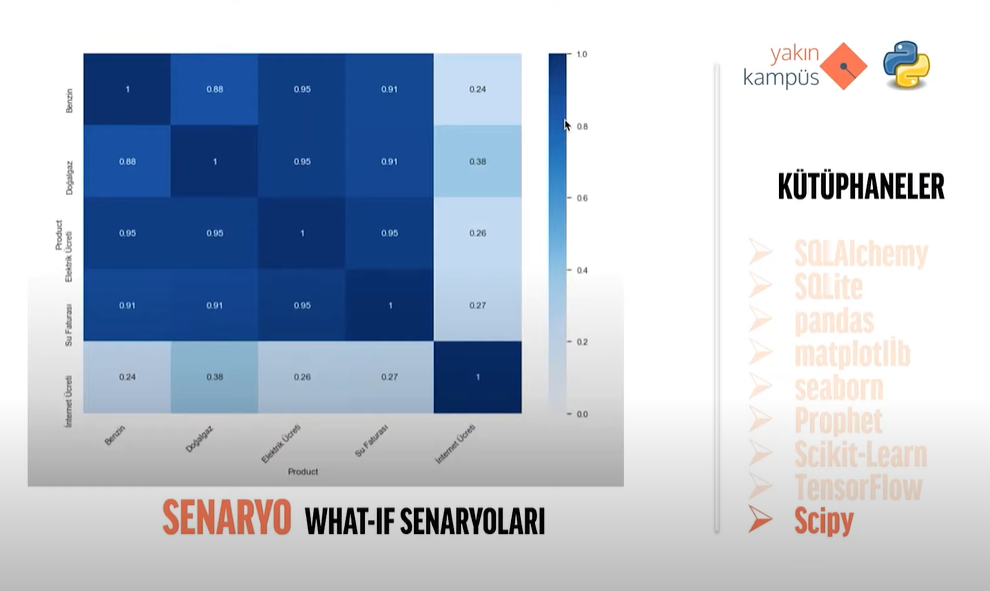 yakın
kampüs
KÜTÜPHANELER
SQLAlchemy
SQLite
pandas
matplotlib
seaborn
Prophet
Scikit-Learn
TensorFlow
Scipy
Product
Benzin
Doğalgaz
Elektrik Ücreti
Su Faturası
İnternet Ücreti
1 0.88 0.95 0.91 0.24
0.88 1 0.95 0.91 0.38
0.95 0.95 1 0.95 0.26
0.91 0.91 0.95 1 0.27
0.24 0.38 0.26 0.27 1
Benzin Doğalgaz Elektrik Ücreti Su Faturası İnternet Ücreti
Product
1.0
0.8
0.6
0.4
0.2
0.0
SENARYO WHAT-IF SENARYOLARI